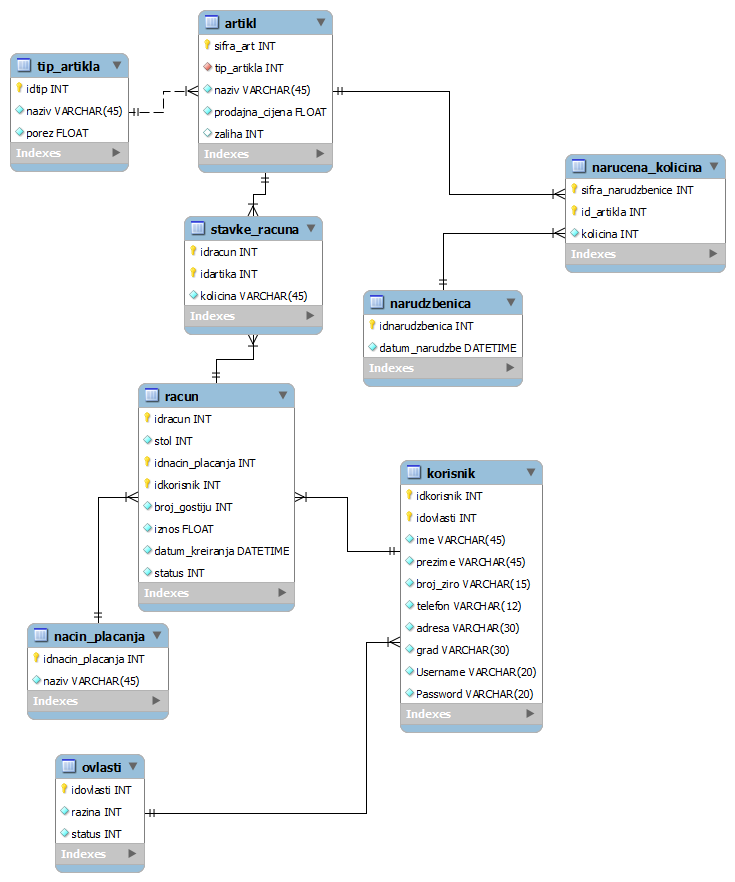 artikl
sifra_art INT
tip_artikla INT
naziv VARCHAR(45)
prodajna_cijena FLOAT
zaliha INT
Indexes
tip_artikla
idtip INT
naziv VARCHAR(45)
porez FLOAT
Indexes
narucena_kolicina
sifra_narudzbenice INT
id_artikla INT
kolicina INT
Indexes
stavke_racuna
idracun INT
idartika INT
kolicina VARCHAR(45)
Indexes
narudzbenica
idnarudzbenica INT
datum_narudzbe DATETIME
Indexes
racun
idracun INT
stol INT
idnacin_placanja INT
idkorisnik INT
broj_gostiju INT
iznos FLOAT
datum_kreiranja DATETIME
status INT
Indexes
korisnik
idkorisnik INT
idovlasti INT
ime VARCHAR(45)
prezime VARCHAR(45)
broj_ziro VARCHAR(15)
telefon VARCHAR(12)
adresa VARCHAR(30)
grad VARCHAR(30)
Username VARCHAR(20)
Password VARCHAR(20)
Indexes
nacin_placanja
idnacin_placanja INT
naziv VARCHAR(45)
Indexes
ovlasti
idovlasti INT
razina INT
status INT
Indexes